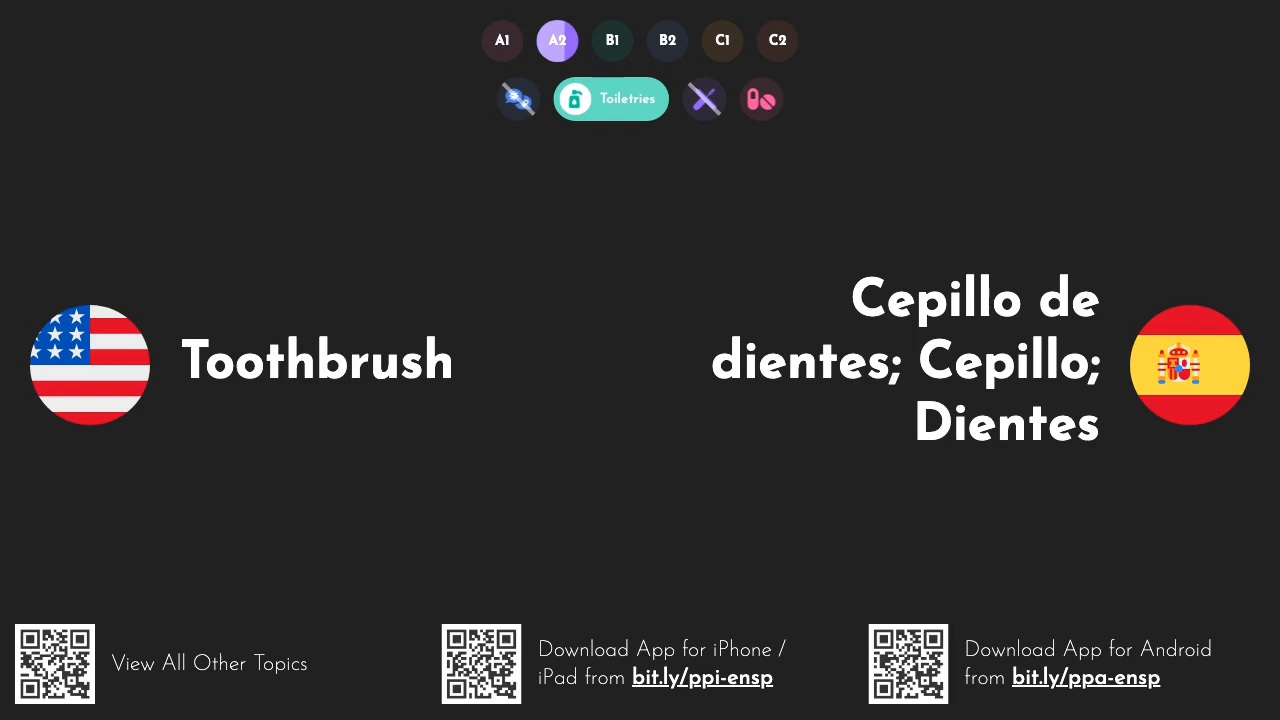 A1 A2 B1 B2 C1 C2
Toiletries
Toothbrush
Cepillo de
dientes; Cepillo;
Dientes
View All Other Topics
Download App for iPhone /
iPad from bit.ly/ppi-ensp
Download App for Android
from bit.ly/ppa-ensp